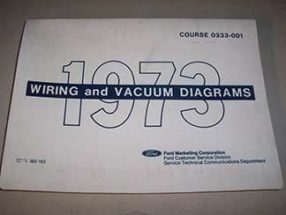 COURSE 0333-001
1973
WIRING and VACUUM DIAGRAMS
Ford
Ford Marketing Corporation
Ford Customer Service Division
Service Technical Communications Department